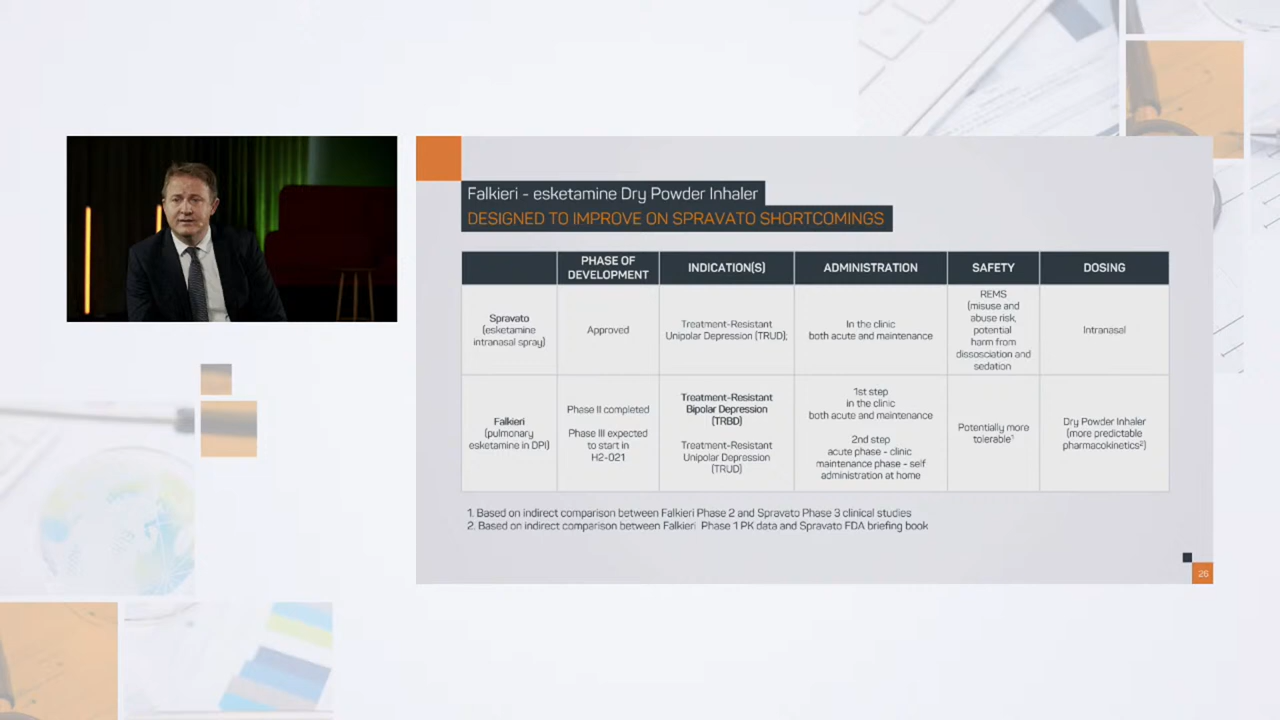 Falkieri - esketamine Dry Powder Inhaler
DESIGNED TO IMPROVE ON SPRAVATO SHORTCOMINGS
PHASE OF
DEVELOPMENT
INDICATION(S)
ADMINISTRATION
SAFETY
DOSING
Spravato
(esketamine
intranasal spray)
Approved
Treatment-Resistant
Unipolar Depression (TRUD);
In the clinic
both acute and maintenance
REMS
(misuse and
abuse risk,
potential
harm from
dissosciation and
sedation
Intranasal
Falkieri
(pulmonary
esketamine in DPI)
Phase II completed
Phase III expected
to start in
H2-021
Treatment-Resistant
Bipolar Depression
(TRBD)
Treatment-Resistant
Unipolar Depression
(TRUD)
1st step
in the clinic
both acute and maintenance
2nd step
acute phase - clinic
maintenance phase - self
administration at home
Potentially more
tolerable¹
Dry Powder Inhaler
(more predictable
pharmacokinetics²)
1. Based on indirect comparison between Falkieri Phase 2 and Spravato Phase 3 clinical studies
2. Based on indirect comparison between Falkieri Phase 1 PK data and Spravato FDA briefing book
26